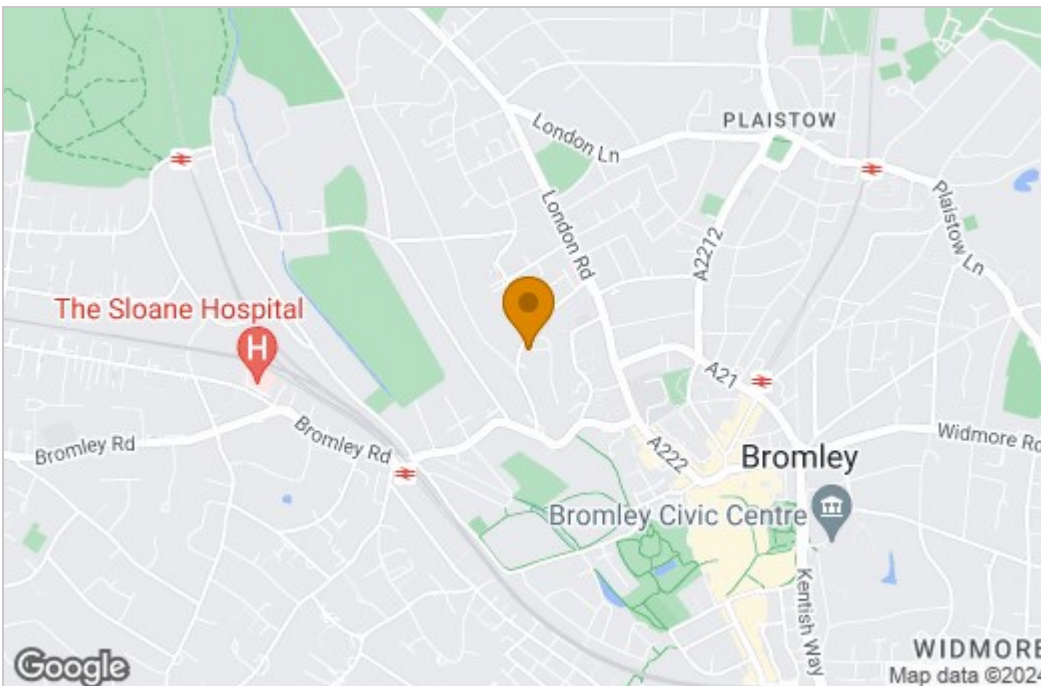 PLAISTOW
London Ln
London Rd
A2212
Plaistow Ln
The Sloane Hospital
H
A21
Bromley Rd
Bromley Rd
A222
Widmore Rd
Bromley
Bromley Civic Centre
Kentish Way
WIDMORE
Google
Map data ©2024